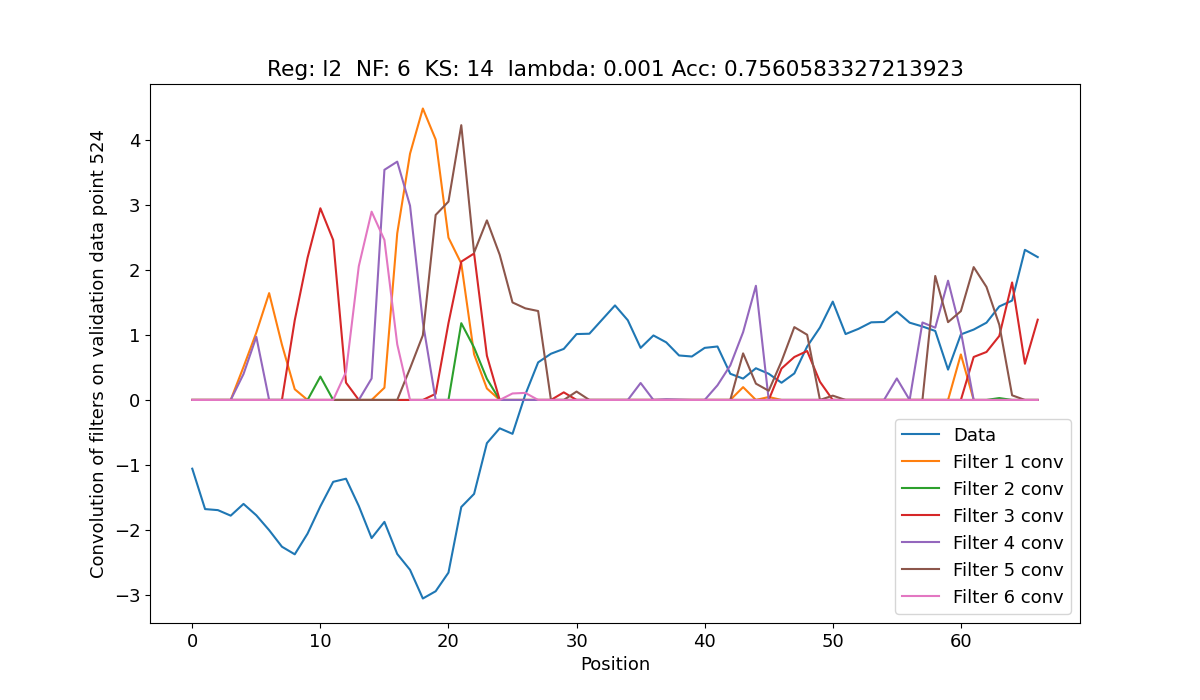 Reg: l2  NF: 6  KS: 14  lambda: 0.001 Acc: 0.7560583327213923
Convolution of filters on validation data point 524
4
3
2
1
0
−1
−2
−3
0 10 20 30 40 50 60
Position
Data
Filter 1 conv
Filter 2 conv
Filter 3 conv
Filter 4 conv
Filter 5 conv
Filter 6 conv